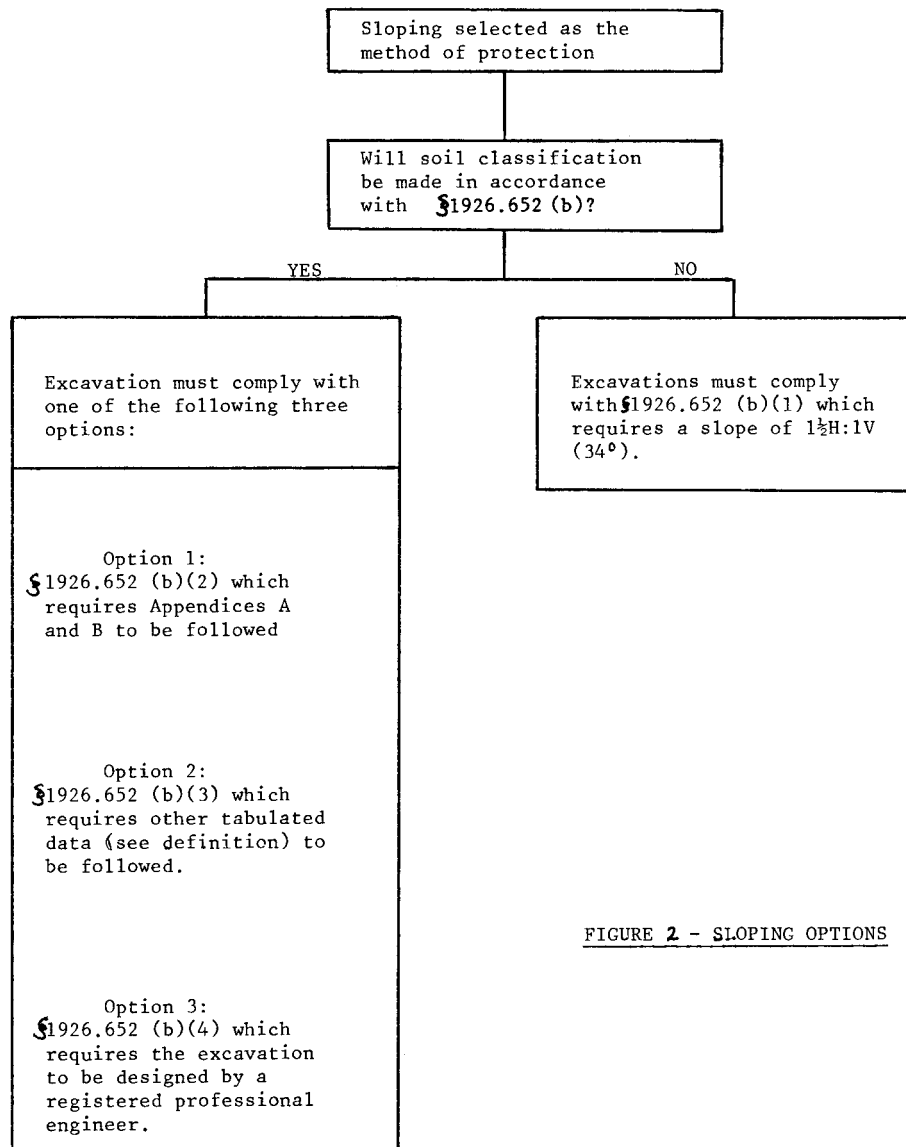 Sloping selected as the
method of protection
Will soil classification
be made in accordance
with §1926.652 (b)?
YES
NO
Excavation must comply with
one of the following three
options:
Option 1:
§1926.652 (b)(2) which
requires Appendices A
and B to be followed
Option 2:
§1926.652 (b)(3) which
requires other tabulated
data (see definition) to
be followed.
Option 3:
§1926.652 (b)(4) which
requires the excavation
to be designed by a
registered professional
engineer.
Excavations must comply
with §1926.652 (b)(1) which
requires a slope of 1½H:1V
(34°).
FIGURE 2 - SLOPING OPTIONS